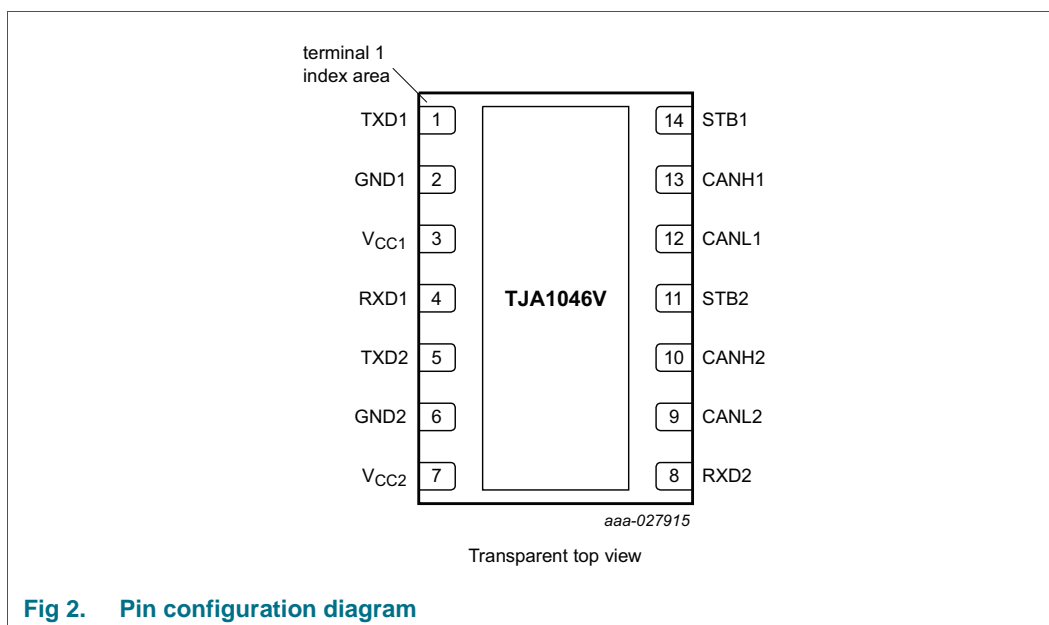 terminal 1
index area
TXD1 1 14 STB1
GND1 2 13 CANH1
VCC1 3 12 CANL1
RXD1 4 TJA1046V 11 STB2
TXD2 5 10 CANH2
GND2 6 9 CANL2
VCC2 7 8 RXD2
aaa-027915
Transparent top view
Fig 2. Pin configuration diagram